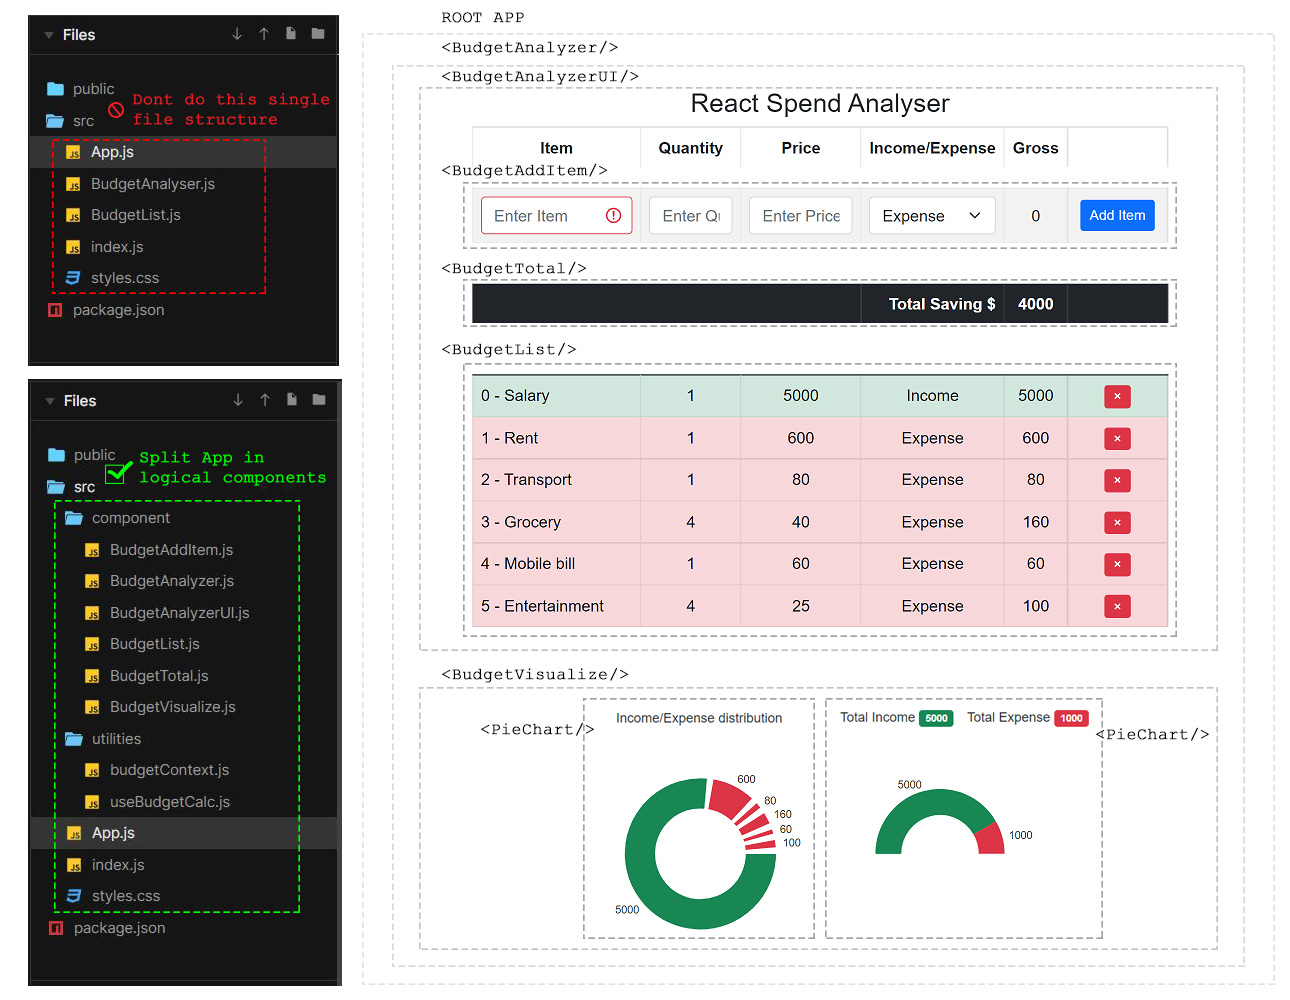 Files
public
Dont do this single
file structure
src
App.js
BudgetAnalyser.js
BudgetList.js
index.js
styles.css
package.json
Files
public
Split App in
logical components
src
component
BudgetAddItem.js
BudgetAnalyzer.js
BudgetAnalyzerUI.js
BudgetList.js
BudgetTotal.js
BudgetVisualize.js
utilities
budgetContext.js
useBudgetCalc.js
App.js
index.js
styles.css
package.json
ROOT APP
<BudgetAnalyzer/>
<BudgetAnalyzerUI/>
React Spend Analyser
Item Quantity Price Income/Expense Gross
<BudgetAddItem/>
Enter Item Enter Qu Enter Price Expense 0 Add Item
<BudgetTotal/>
Total Saving $ 4000
<BudgetList/>
0 - Salary 1 5000 Income 5000 ×
1 - Rent 1 600 Expense 600 ×
2 - Transport 1 80 Expense 80 ×
3 - Grocery 4 40 Expense 160 ×
4 - Mobile bill 1 60 Expense 60 ×
5 - Entertainment 4 25 Expense 100 ×
<BudgetVisualize/>
<PieChart/>
Income/Expense distribution
600
80
160
60
100
5000
Total Income 5000 Total Expense 1000
<PieChart/>
5000
1000